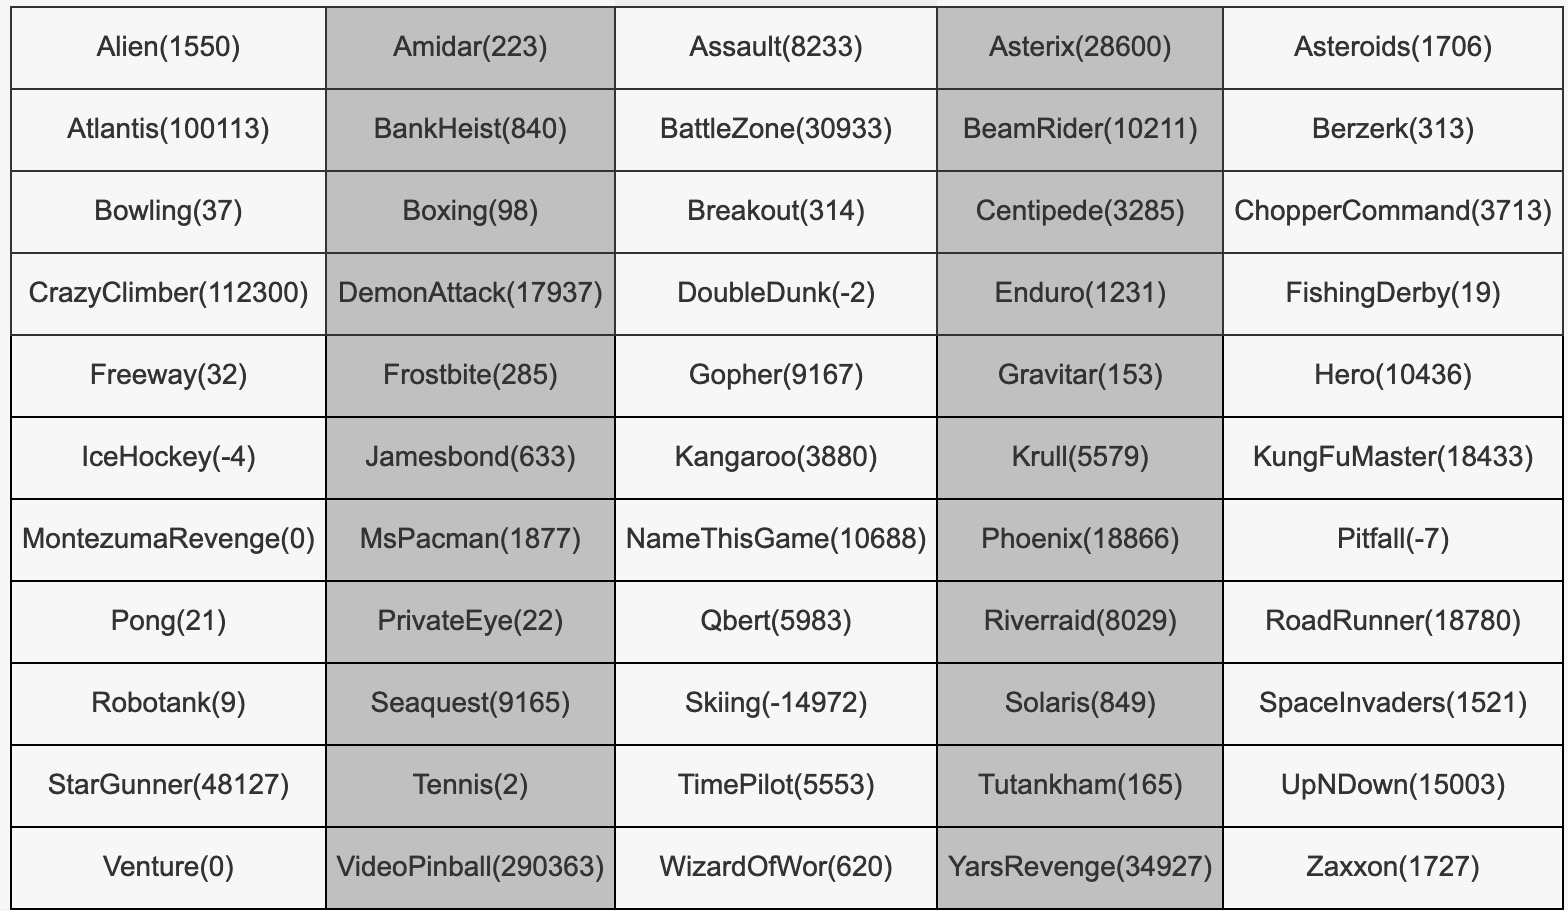 Alien(1550) Amidar(223) Assault(8233) Asterix(28600) Asteroids(1706)
Atlantis(100113) BankHeist(840) BattleZone(30933) BeamRider(10211) Berzerk(313)
Bowling(37) Boxing(98) Breakout(314) Centipede(3285) ChopperCommand(3713)
CrazyClimber(112300) DemonAttack(17937) DoubleDunk(-2) Enduro(1231) FishingDerby(19)
Freeway(32) Frostbite(285) Gopher(9167) Gravitar(153) Hero(10436)
IceHockey(-4) Jamesbond(633) Kangaroo(3880) Krull(5579) KungFuMaster(18433)
MontezumaRevenge(0) MsPacman(1877) NameThisGame(10688) Phoenix(18866) Pitfall(-7)
Pong(21) PrivateEye(22) Qbert(5983) Riverraid(8029) RoadRunner(18780)
Robotank(9) Seaquest(9165) Skiing(-14972) Solaris(849) SpaceInvaders(1521)
StarGunner(48127) Tennis(2) TimePilot(5553) Tutankham(165) UpNDown(15003)
Venture(0) VideoPinball(290363) WizardOfWor(620) YarsRevenge(34927) Zaxxon(1727)